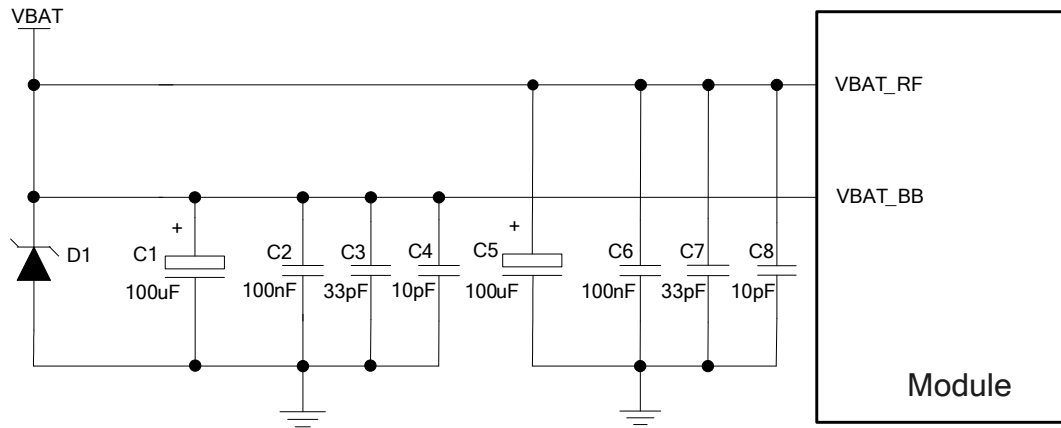 VBAT
VBAT_RF
VBAT_BB
D1
+
C1
100uF
C2
100nF
C3
33pF
C4
10pF
+
C5
100uF
C6
100nF
C7
33pF
C8
10pF
Module